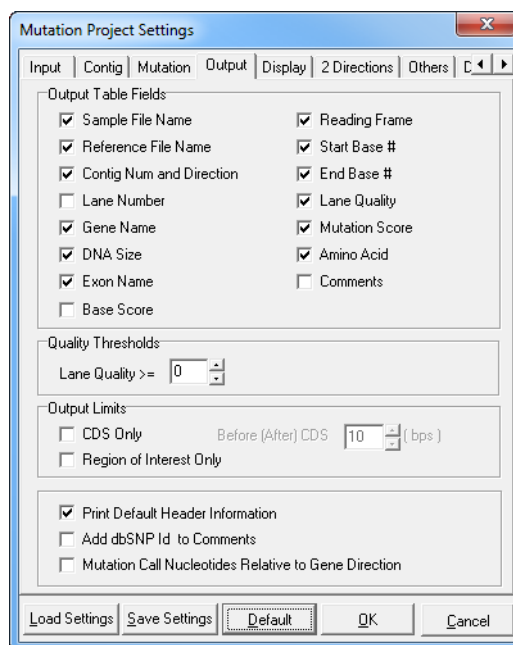 Mutation Project Settings
Input Contig Mutation Output Display 2 Directions Others
Output Table Fields
Sample File Name
Reference File Name
Contig Num and Direction
Lane Number
Gene Name
DNA Size
Exon Name
Base Score
Reading Frame
Start Base #
End Base #
Lane Quality
Mutation Score
Amino Acid
Comments
Quality Thresholds
Lane Quality >= 0
Output Limits
CDS Only Before (After) CDS 10 ( bps )
Region of Interest Only
Print Default Header Information
Add dbSNP Id to Comments
Mutation Call Nucleotides Relative to Gene Direction
Load Settings Save Settings Default OK Cancel